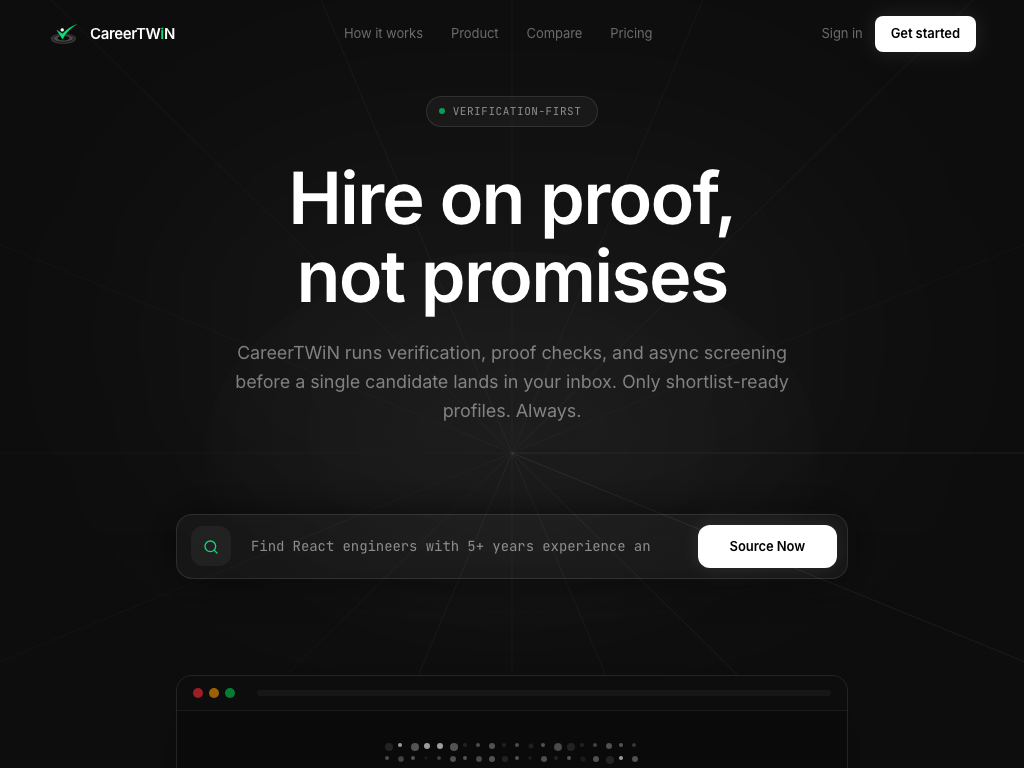 CareerTWiN
How it works
Product
Compare
Pricing
Sign in
Get started
VERIFICATION-FIRST
Hire on proof,
not promises
CareerTWiN runs verification, proof checks, and async screening
before a single candidate lands in your inbox. Only shortlist-ready
profiles. Always.
Find React engineers with 5+ years experience an
Source Now